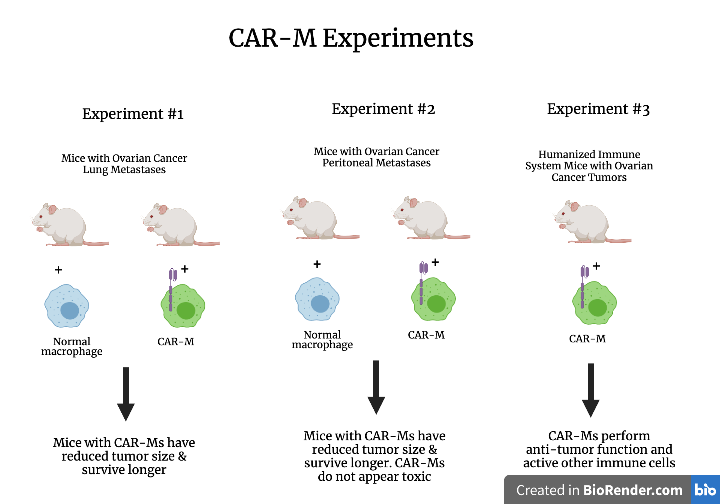 CAR-M Experiments
Experiment #1
Mice with Ovarian Cancer
Lung Metastases
+
+
Normal
macrophage
CAR-M
Mice with CAR-Ms have
reduced tumor size &
survive longer
Experiment #2
Mice with Ovarian Cancer
Peritoneal Metastases
+
+
Normal
macrophage
CAR-M
Mice with CAR-Ms have
reduced tumor size &
survive longer. CAR-Ms
do not appear toxic
Experiment #3
Humanized Immune
System Mice with Ovarian
Cancer Tumors
+
CAR-M
CAR-Ms perform
anti-tumor function and
active other immune cells
Created in BioRender.com bio